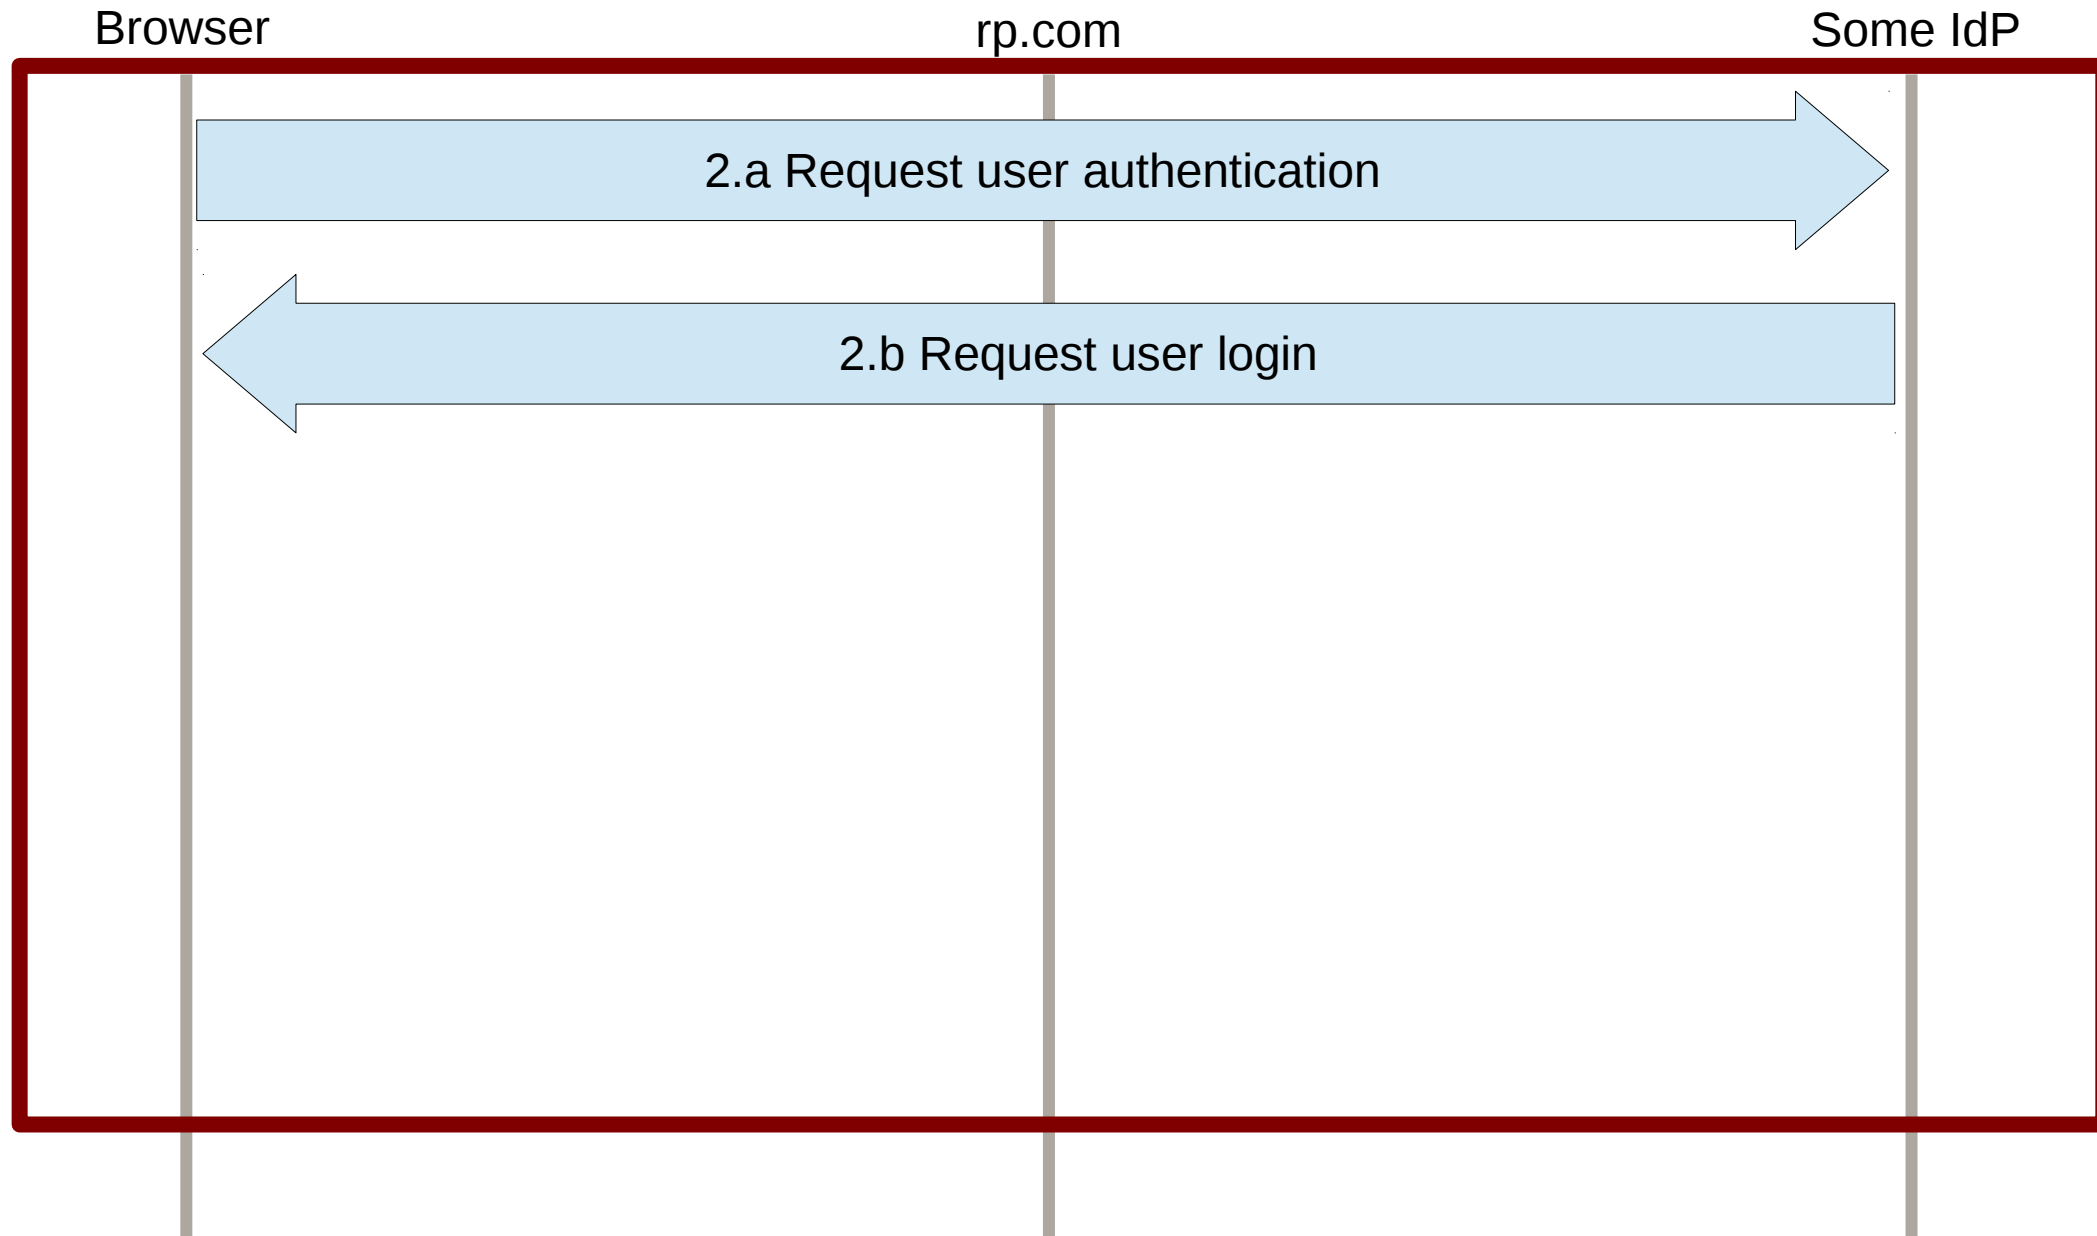 Browser
rp.com
Some IdP
2.a Request user authentication
2.b Request user login